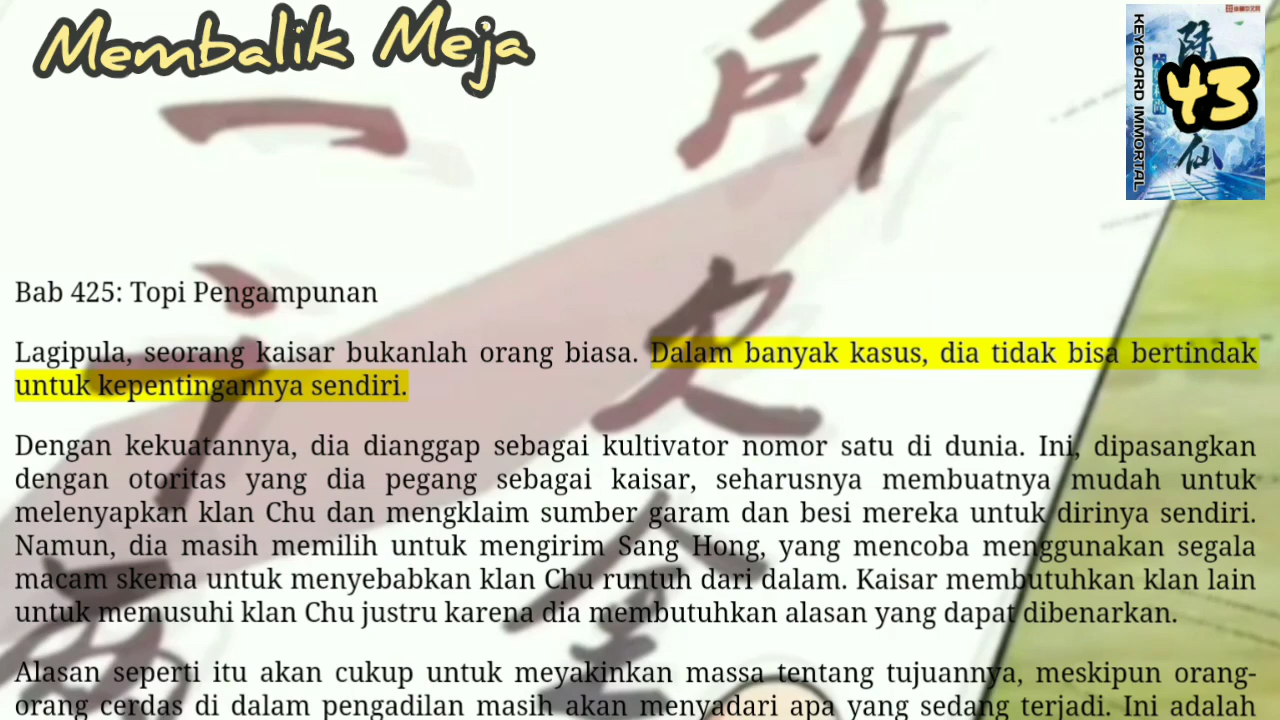 Membalik Meja
KEYBOARD IMMORTAL
43
仙
Bab 425: Topi Pengampunan
Lagipula, seorang kaisar bukanlah orang biasa. Dalam banyak kasus, dia tidak bisa bertindak
untuk kepentingannya sendiri.
Dengan kekuatannya, dia dianggap sebagai kultivator nomor satu di dunia. Ini, dipasangkan
dengan otoritas yang dia pegang sebagai kaisar, seharusnya membuatnya mudah untuk
melenyapkan klan Chu dan mengklaim sumber garam dan besi mereka untuk dirinya sendiri.
Namun, dia masih memilih untuk mengirim Sang Hong, yang mencoba menggunakan segala
macam skema untuk menyebabkan klan Chu runtuh dari dalam. Kaisar membutuhkan klan lain
untuk memusuhi klan Chu justru karena dia membutuhkan alasan yang dapat dibenarkan.
Alasan seperti itu akan cukup untuk meyakinkan massa tentang tujuannya, meskipun orang-
orang cerdas di dalam pengadilan masih akan menyadari apa yang sedang terjadi. Ini adalah